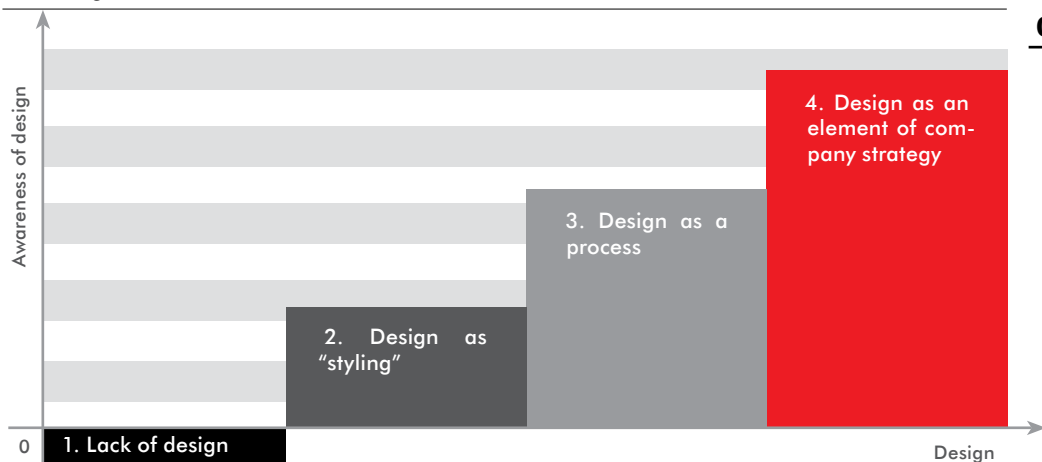 Awareness of design
4. Design as an
element of com-
pany strategy
3. Design as a
process
2. Design as
“styling”
0
1. Lack of design
Design